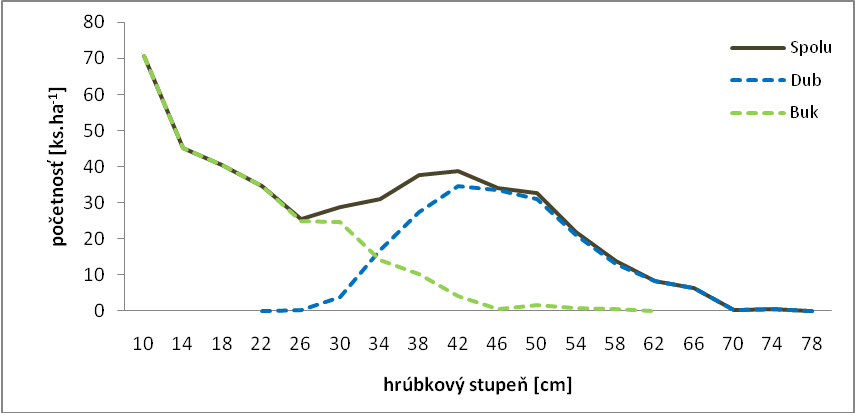 80
70
60
50
40
30
20
10
0
početnosť [ks.ha-1]
10 14 18 22 26 30 34 38 42 46 50 54 58 62 66 70 74 78
hrúbkový stupeň [cm]
Spolu
Dub
Buk